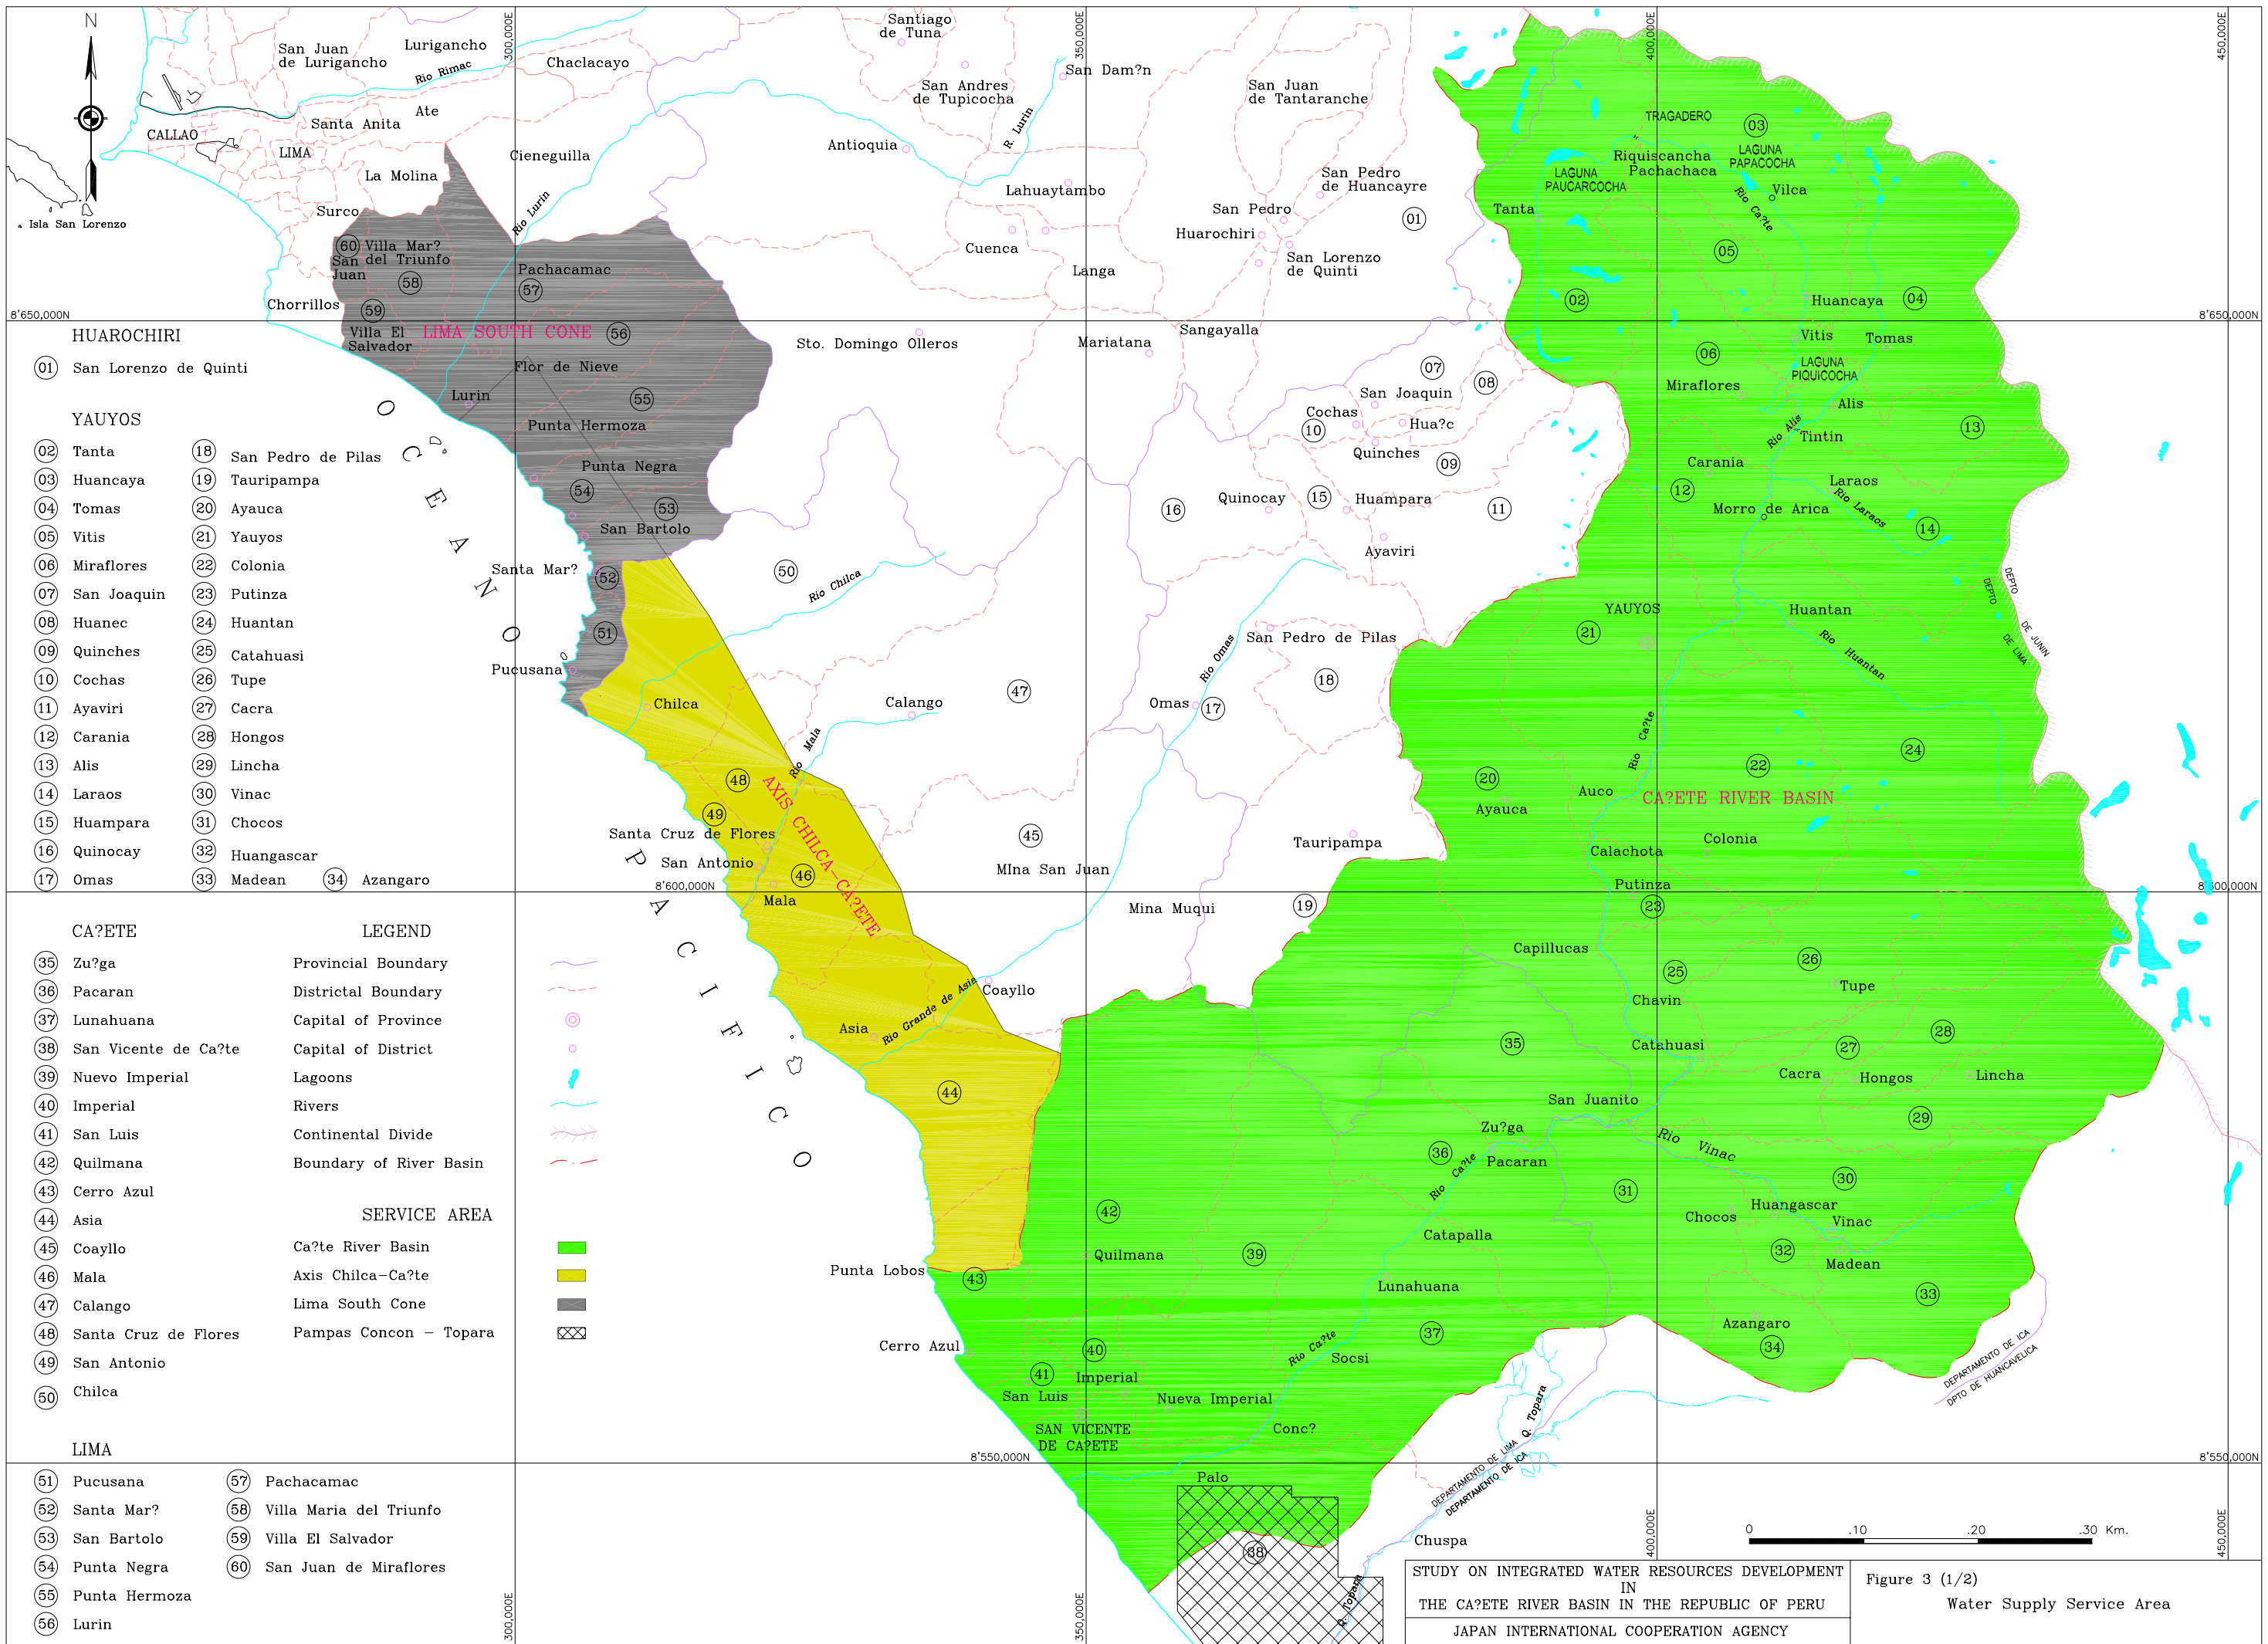 N
300,000E
350,000E
400,000E
450,000E
San Juan
de Lurigancho
Lurigancho
Rio Rimac
Chaclacayo
Santiago
de Tuna
San Andres
de Tupicocha
San Dam?n
San Juan
de Tantaranche
Ate
Santa Anita
CALLAO
LIMA
La Molina
Cieneguilla
Antioquia
R. Lurin
Lahuaytambo
San Pedro
de Huancayre
San Pedro
Huarochiri
Cuenca
Langa
San Lorenzo
de Quinti
01
Isla San Lorenzo
Surco
Rio Lurin
60
Villa Mar?
del Triunfo
San
Juan
58
Pachacamac
57
Chorrillos
59
Villa El
Salvador
LIMA SOUTH CONE
56
Flor de Nieve
Lurin
55
Punta Hermoza
Punta Negra
54
53
San Bartolo
Santa Mar?
52
51
Pucusana
TRAGADERO
03
LAGUNA
PAPACOCHA
Riquiscancha
Pachachaca
LAGUNA
PAUCARCOCHA
Vilca
Rio Ca?te
Tanta
05
02
Huancaya
04
Vitis
Tomas
06
LAGUNA
PIQUICOCHA
Miraflores
Alis
Rio Alis
Tintin
13
Carania
12
Laraos
Rio Laraos
Morro de Arica
14
8'650,000N
8'650,000N
Sto. Domingo Olleros
Mariatana
Sangayalla
07
08
San Joaquin
Cochas
10
Hua?c
Quinches
09
Quinocay
15
Huampara
16
11
Ayaviri
50
Rio Chilca
OCEANO PACIFICO
HUAROCHIRI
01 San Lorenzo de Quinti
YAUYOS
02 Tanta
18 San Pedro de Pilas
03 Huancaya
19 Tauripampa
04 Tomas
20 Ayauca
05 Vitis
21 Yauyos
06 Miraflores
22 Colonia
07 San Joaquin
23 Putinza
08 Huanec
24 Huantan
09 Quinches
25 Catahuasi
10 Cochas
26 Tupe
11 Ayaviri
27 Cacra
12 Carania
28 Hongos
13 Alis
29 Lincha
14 Laraos
30 Vinac
15 Huampara
31 Chocos
16 Quinocay
32 Huangascar
17 Omas
33 Madean
34 Azangaro
DEPTO DE JUNIN
DEPTO DE LIMA
YAUYOS
21
Huantan
Rio Huantan
San Pedro de Pilas
Rio Omas
18
Omas
17
Chilca
Calango
47
Rio Mala
48
AXIS CHILCA-CA?ETE
49
Santa Cruz de Flores
San Antonio
46
Mala
45
MIna San Juan
Mina Muqui
Tauripampa
19
Rio Ca?te
22
24
20
Ayauca
Auco
CA?ETE RIVER BASIN
Colonia
Calachota
Putinza
23
8'600,000N
8'600,000N
Capillucas
25
26
Chavin
Tupe
Catahuasi
28
27
Cacra
Hongos
Lincha
29
35
San Juanito
Zu?ga
Rio Vinac
36
Pacaran
Rio Ca?te
31
30
Huangascar
Chocos
Vinac
32
Madean
33
Azangaro
34
Coayllo
Asia
Rio Grande de Asia
44
42
Quilmana
39
Catapalla
Lunahuana
Punta Lobos
43
Cerro Azul
40
41
Imperial
San Luis
37
Rio Ca?te
Socsi
Nueva Imperial
SAN VICENTE
DE CA?ETE
Conc?
8'550,000N
8'550,000N
Palo
38
Q. Topara
DEPARTAMENTO DE LIMA
DEPARTAMENTO DE ICA
Chuspa
Q. Topara
DEPARTAMENTO DE ICA
DPTO DE HUANCAVELICA
CA?ETE
35 Zu?ga
36 Pacaran
37 Lunahuana
38 San Vicente de Ca?te
39 Nuevo Imperial
40 Imperial
41 San Luis
42 Quilmana
43 Cerro Azul
44 Asia
45 Coayllo
46 Mala
47 Calango
48 Santa Cruz de Flores
49 San Antonio
50 Chilca
LEGEND
Provincial Boundary
Districtal Boundary
Capital of Province
Capital of District
Lagoons
Rivers
Continental Divide
Boundary of River Basin
SERVICE AREA
Ca?te River Basin
Axis Chilca-Ca?te
Lima South Cone
Pampas Concon - Topara
LIMA
51 Pucusana
57 Pachacamac
52 Santa Mar?
58 Villa Maria del Triunfo
53 San Bartolo
59 Villa El Salvador
54 Punta Negra
60 San Juan de Miraflores
55 Punta Hermoza
56 Lurin
300,000E
350,000E
400,000E
450,000E
0 .10 .20 .30 Km.
STUDY ON INTEGRATED WATER RESOURCES DEVELOPMENT
IN
THE CA?ETE RIVER BASIN IN THE REPUBLIC OF PERU
JAPAN INTERNATIONAL COOPERATION AGENCY
Figure 3 (1/2)
Water Supply Service Area